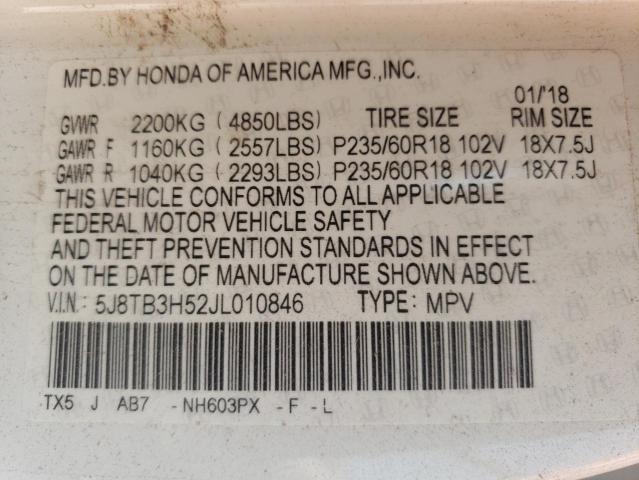 MFD.BY HONDA OF AMERICA MFG.,INC.
01/'18
GVWR 2200KG (4850LBS) TIRE SIZE RIM SIZE
GAWR F 1160KG (2557LBS) P235/60R18 102V 18X7.5J
GAWR R 1040KG (2293LBS) P235/60R18 102V 18X7.5J
THIS VEHICLE CONFORMS TO ALL APPLICABLE
FEDERAL MOTOR VEHICLE SAFETY
AND THEFT PREVENTION STANDARDS IN EFFECT
ON THE DATE OF MANUFACTURE SHOWN ABOVE.
V.I.N: 5J8TB3H52JL010846 TYPE: MPV
TX5 J AB7 -NH603PX -F -L